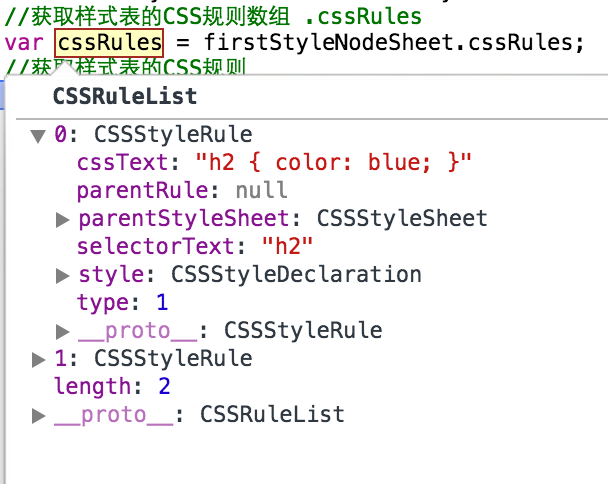 //获取样式表的CSS规则数组 .cssRules
var cssRules = firstStyleNodeSheet.cssRules;
//获取样式表的CSS规则
CSSRuleList
0: CSSStyleRule
cssText: "h2 { color: blue; }"
parentRule: null
parentStyleSheet: CSSStyleSheet
selectorText: "h2"
style: CSSStyleDeclaration
type: 1
__proto__: CSSStyleRule
1: CSSStyleRule
length: 2
__proto__: CSSRuleList